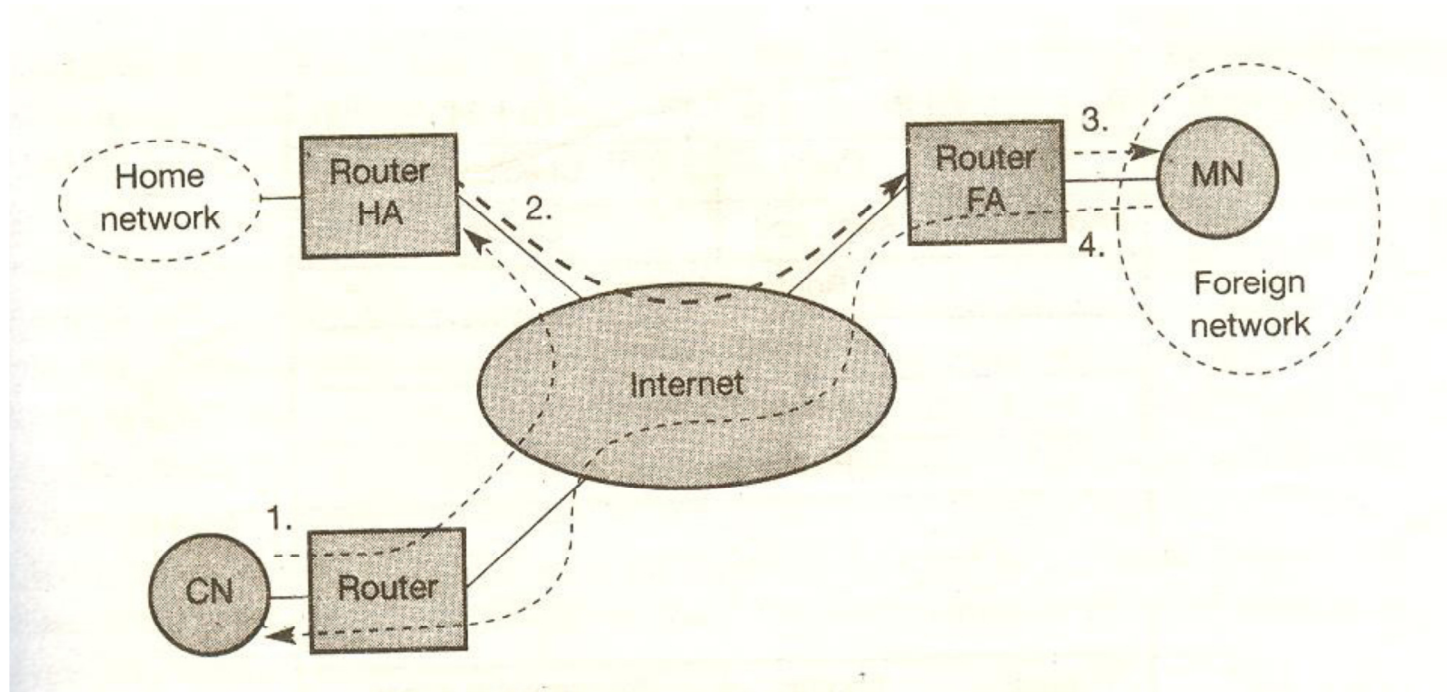 Home
network
Router
HA
2.
Router
FA
3.
MN
4.
Foreign
network
Internet
1.
CN
Router